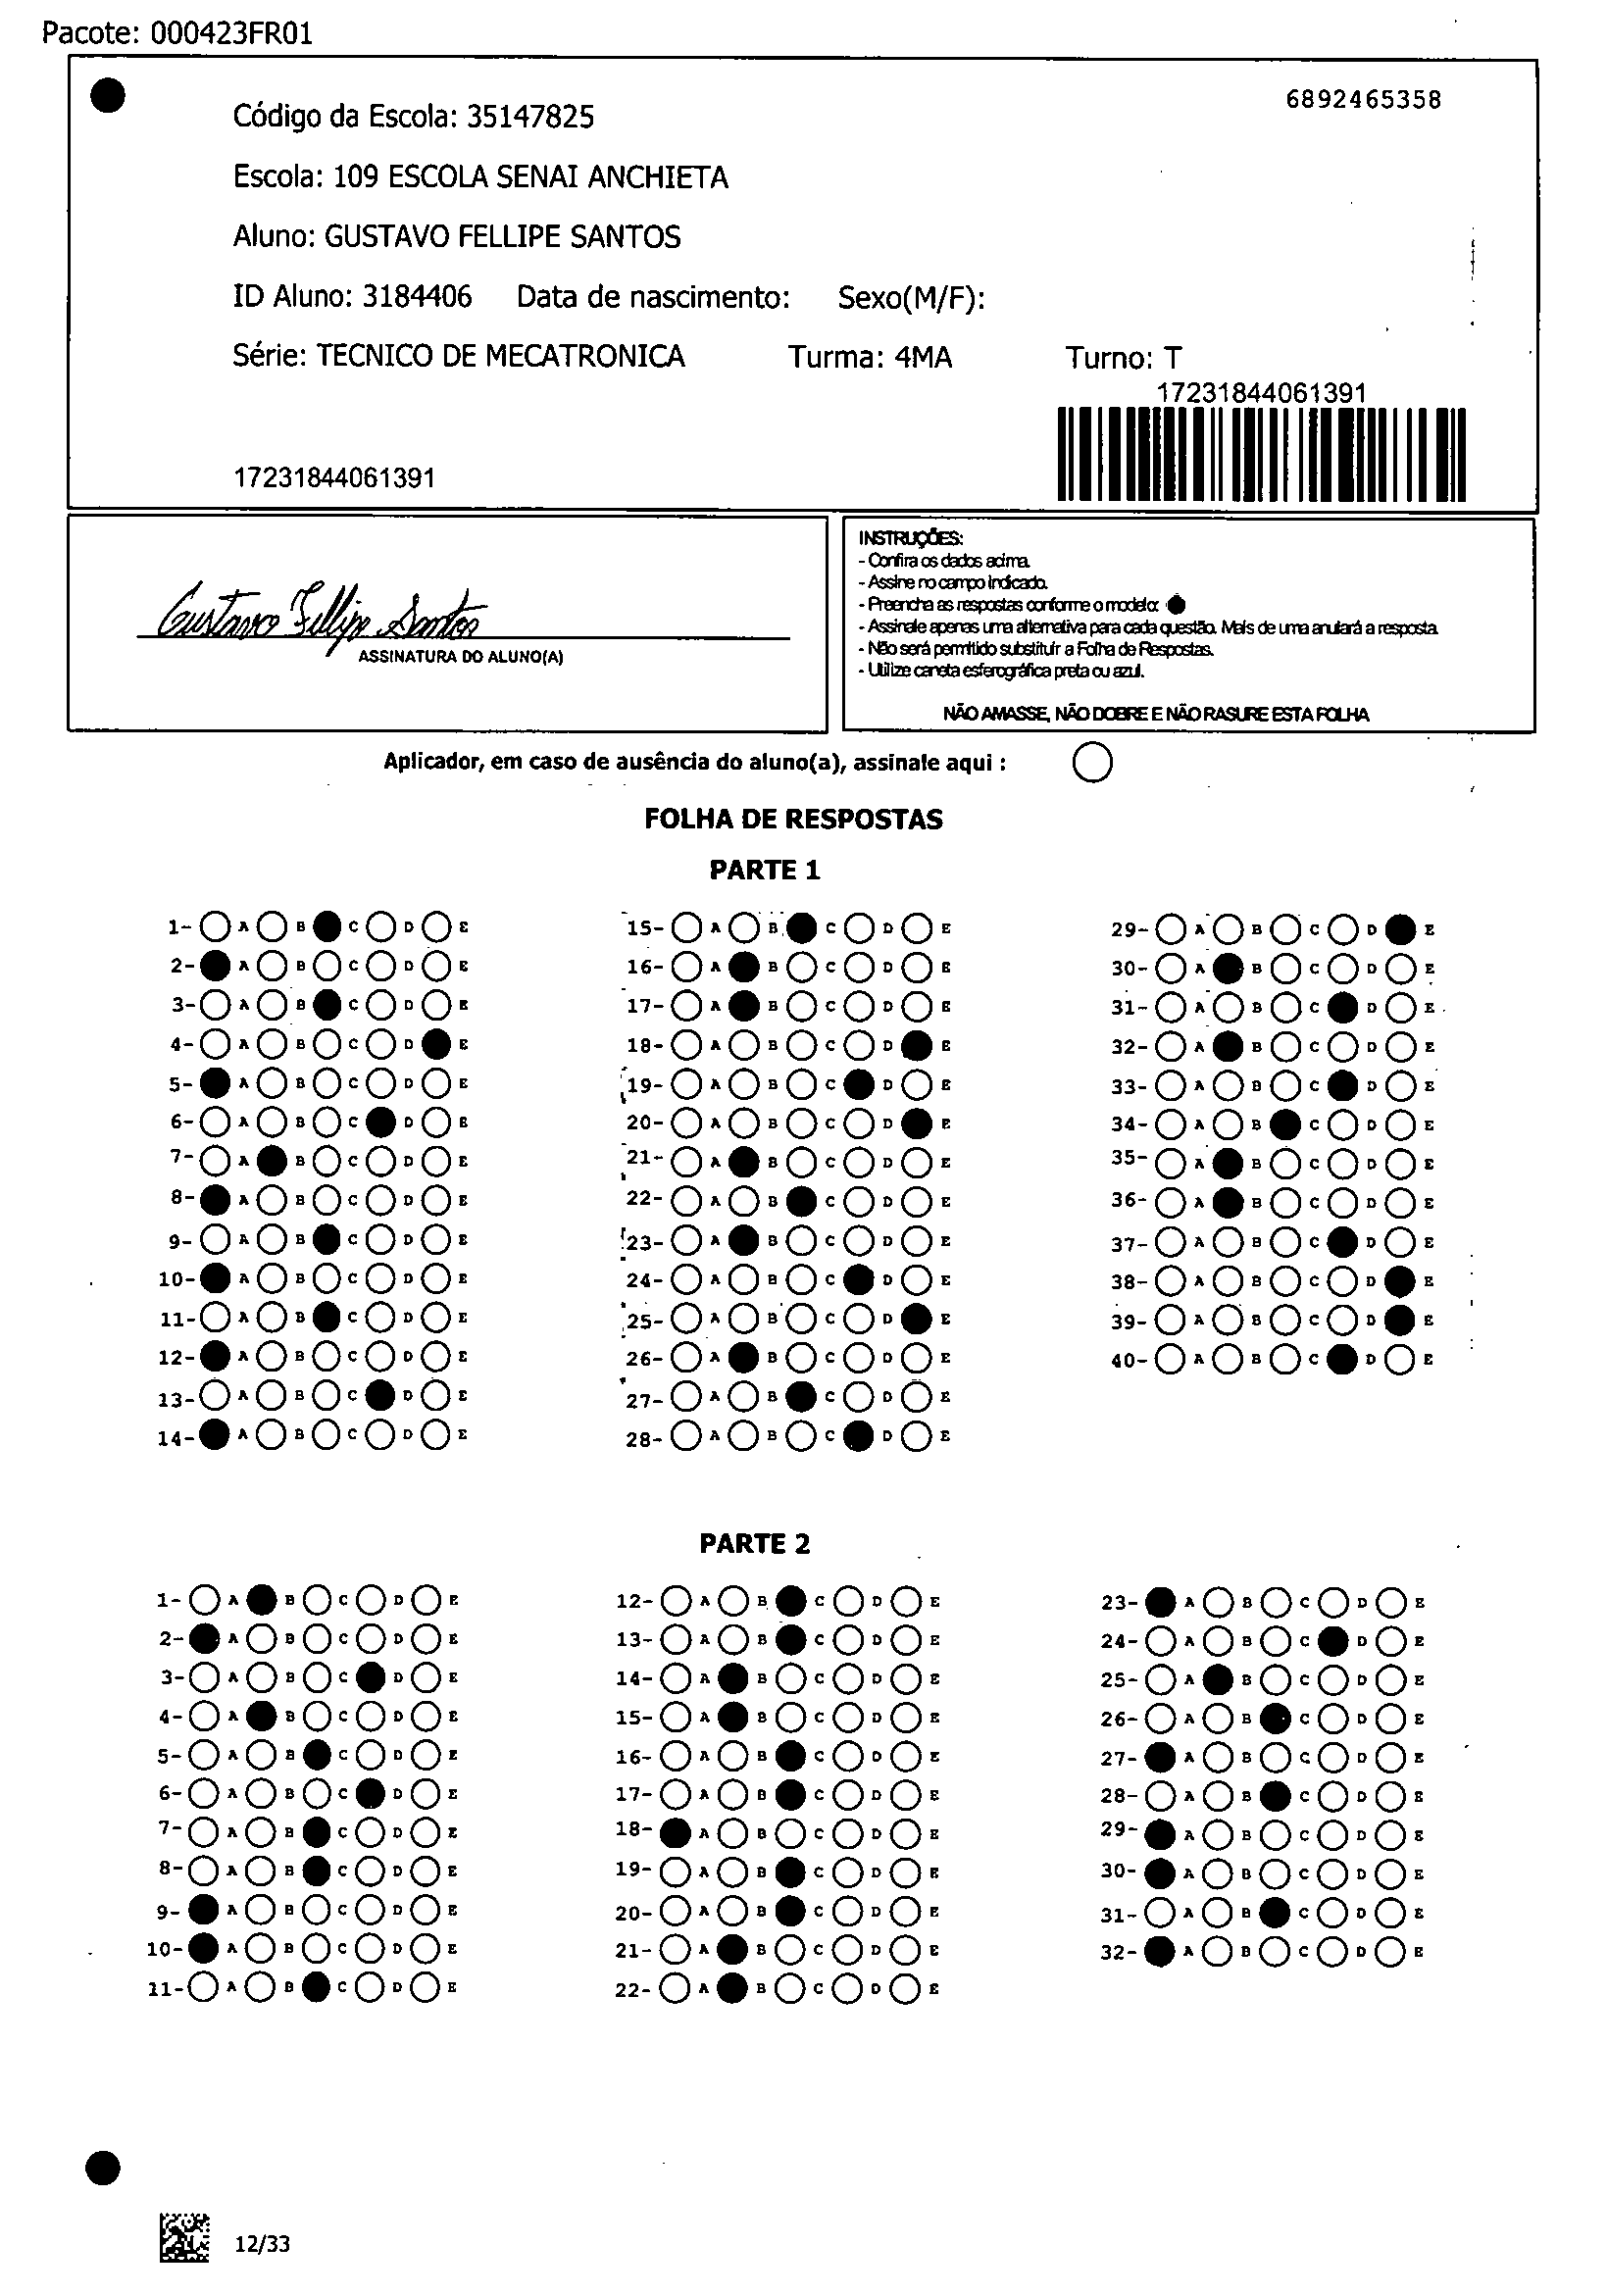 Pacote: 000423FR01
6892465358
Código da Escola: 35147825
Escola: 109 ESCOLA SENAI ANCHIETA
Aluno: GUSTAVO FELLIPE SANTOS
ID Aluno: 3184406 Data de nascimento: Sexo(M/F):
Série: TECNICO DE MECATRONICA Turma: 4MA Turno: T
17231844061391
17231844061391
Gustavo Fellipe Santos
ASSINATURA DO ALUNO(A)
INSTRUÇÕES:
- Confira os dados acima.
- Assine no campo indicado.
- Preencha as respostas conforme o modelo:
- Assinale apenas uma alternativa para cada questão. Mais de uma anulará a resposta.
- Não será permitido substituir a Folha de Respostas.
- Utilize caneta esferográfica preta ou azul.
NÃO AMASSE, NÃO DOBRE E NÃO RASURE ESTA FOLHA
Aplicador, em caso de ausência do aluno(a), assinale aqui :
FOLHA DE RESPOSTAS
PARTE 1
1- A B C D E
2- A B C D E
3- A B C D E
4- A B C D E
5- A B C D E
6- A B C D E
7- A B C D E
8- A B C D E
9- A B C D E
10- A B C D E
11- A B C D E
12- A B C D E
13- A B C D E
14- A B C D E
15- A B C D E
16- A B C D E
17- A B C D E
18- A B C D E
19- A B C D E
20- A B C D E
21- A B C D E
22- A B C D E
23- A B C D E
24- A B C D E
25- A B C D E
26- A B C D E
27- A B C D E
28- A B C D E
29- A B C D E
30- A B C D E
31- A B C D E
32- A B C D E
33- A B C D E
34- A B C D E
35- A B C D E
36- A B C D E
37- A B C D E
38- A B C D E
39- A B C D E
40- A B C D E
PARTE 2
1- A B C D E
2- A B C D E
3- A B C D E
4- A B C D E
5- A B C D E
6- A B C D E
7- A B C D E
8- A B C D E
9- A B C D E
10- A B C D E
11- A B C D E
12- A B C D E
13- A B C D E
14- A B C D E
15- A B C D E
16- A B C D E
17- A B C D E
18- A B C D E
19- A B C D E
20- A B C D E
21- A B C D E
22- A B C D E
23- A B C D E
24- A B C D E
25- A B C D E
26- A B C D E
27- A B C D E
28- A B C D E
29- A B C D E
30- A B C D E
31- A B C D E
32- A B C D E
12/33